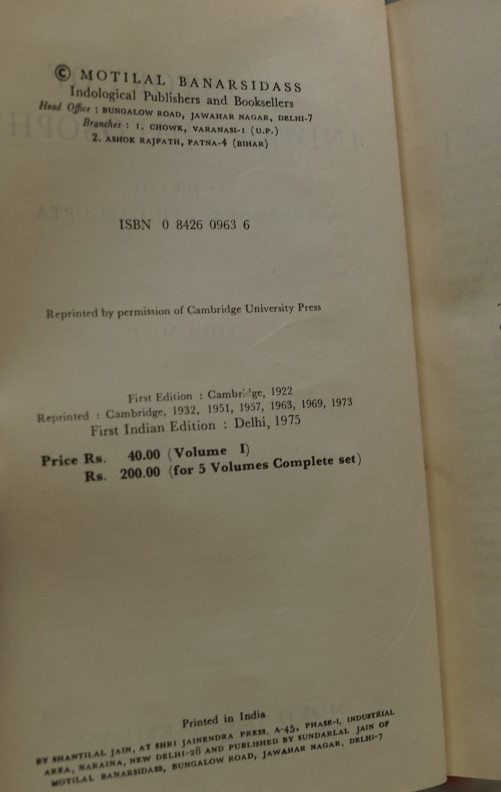 © MOTILAL BANARSIDASS
Indological Publishers and Booksellers
Head Office : BUNGALOW ROAD, JAWAHAR NAGAR, DELHI-7
Branches : 1. CHOWK, VARANASI-1 (U.P.)
2. ASHOK RAJPATH, PATNA-4 (BIHAR)
ISBN 0 8426 0963 6
Reprinted by permission of Cambridge University Press
First Edition : Cambridge, 1922
Reprinted : Cambridge, 1932, 1951, 1957, 1963, 1969, 1973
First Indian Edition : Delhi, 1975
Price Rs. 40.00 (Volume I)
Rs. 200.00 (for 5 Volumes Complete set)
Printed in India
BY SHANTILAL JAIN, AT SHRI JAINENDRA PRESS, A-45, PHASE-I, INDUSTRIAL
AREA, NARAINA, NEW DELHI-28 AND PUBLISHED BY SUNDARLAL JAIN OF
MOTILAL BANARSIDASS, BUNGALOW ROAD, JAWAHAR NAGAR, DELHI-7